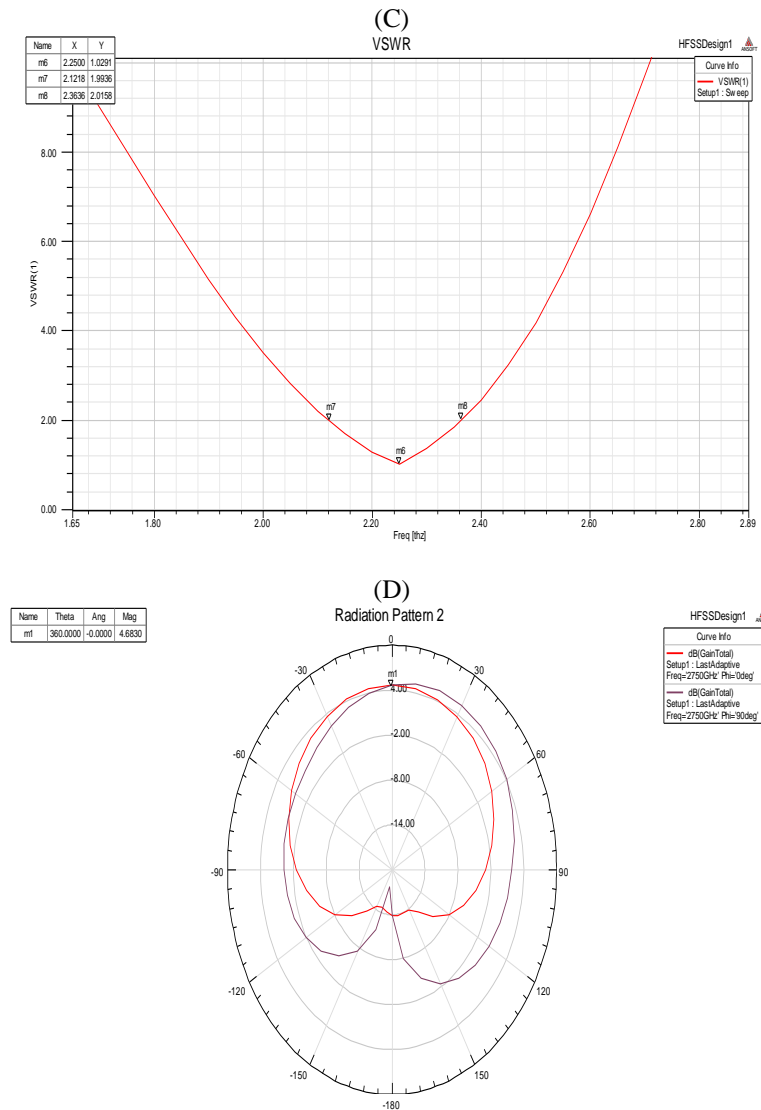 (C)
VSWR
HFSSDesign1
ANSOFT
Name X Y
m6 2.2500 1.0291
m7 2.1218 1.9936
m8 2.3636 2.0158
Curve Info
VSWR(1)
Setup1 : Sweep
8.00
6.00
4.00
2.00
0.00
VSWR(1)
m7
m8
m6
1.65 1.80 2.00 2.20 2.40 2.60 2.80 2.89
Freq [thz]
(D)
Radiation Pattern 2
HFSSDesign1
Name Theta Ang Mag
m1 360.0000 -0.0000 4.6830
Curve Info
dB(GainTotal)
Setup1 : LastAdaptive
Freq='2750GHz' Phi='0deg'
dB(GainTotal)
Setup1 : LastAdaptive
Freq='2750GHz' Phi='90deg'
0
-30
30
m1
4.00
-60
60
-2.00
-8.00
-14.00
-90
90
-120
120
-150
150
-180